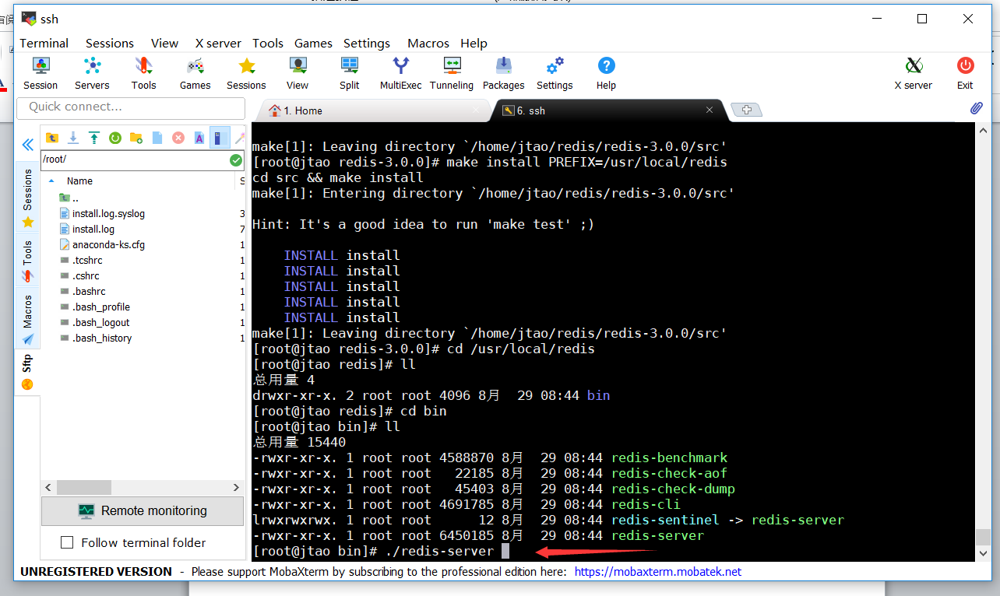 ssh
Terminal Sessions View X server Tools Games Settings Macros Help
Session Servers Tools Games Sessions View Split MultiExec Tunneling Packages Settings Help X server Exit
Quick connect...
1. Home
6. ssh
/root/
Name
..
install.log.syslog 3
install.log 7
anaconda-ks.cfg 1
.tcshrc 1
.cshrc 1
.bashrc 1
.bash_profile 1
.bash_logout 1
.bash_history 1
Sessions
Tools
Macros
Sftp
Remote monitoring
Follow terminal folder
make[1]: Leaving directory `/home/jtao/redis/redis-3.0.0/src'
[root@jtao redis-3.0.0]# make install PREFIX=/usr/local/redis
cd src && make install
make[1]: Entering directory `/home/jtao/redis/redis-3.0.0/src'
Hint: It's a good idea to run 'make test' ;)
INSTALL install
INSTALL install
INSTALL install
INSTALL install
INSTALL install
make[1]: Leaving directory `/home/jtao/redis/redis-3.0.0/src'
[root@jtao redis-3.0.0]# cd /usr/local/redis
[root@jtao redis]# ll
总用量 4
drwxr-xr-x. 2 root root 4096 8月 29 08:44 bin
[root@jtao redis]# cd bin
[root@jtao bin]# ll
总用量 15440
-rwxr-xr-x. 1 root root 4588870 8月 29 08:44 redis-benchmark
-rwxr-xr-x. 1 root root 22185 8月 29 08:44 redis-check-aof
-rwxr-xr-x. 1 root root 45403 8月 29 08:44 redis-check-dump
-rwxr-xr-x. 1 root root 4691785 8月 29 08:44 redis-cli
lrwxrwxrwx. 1 root root 12 8月 29 08:44 redis-sentinel -> redis-server
-rwxr-xr-x. 1 root root 6450185 8月 29 08:44 redis-server
[root@jtao bin]# ./redis-server
UNREGISTERED VERSION - Please support MobaXterm by subscribing to the professional edition here: https://mobaxterm.mobatek.net